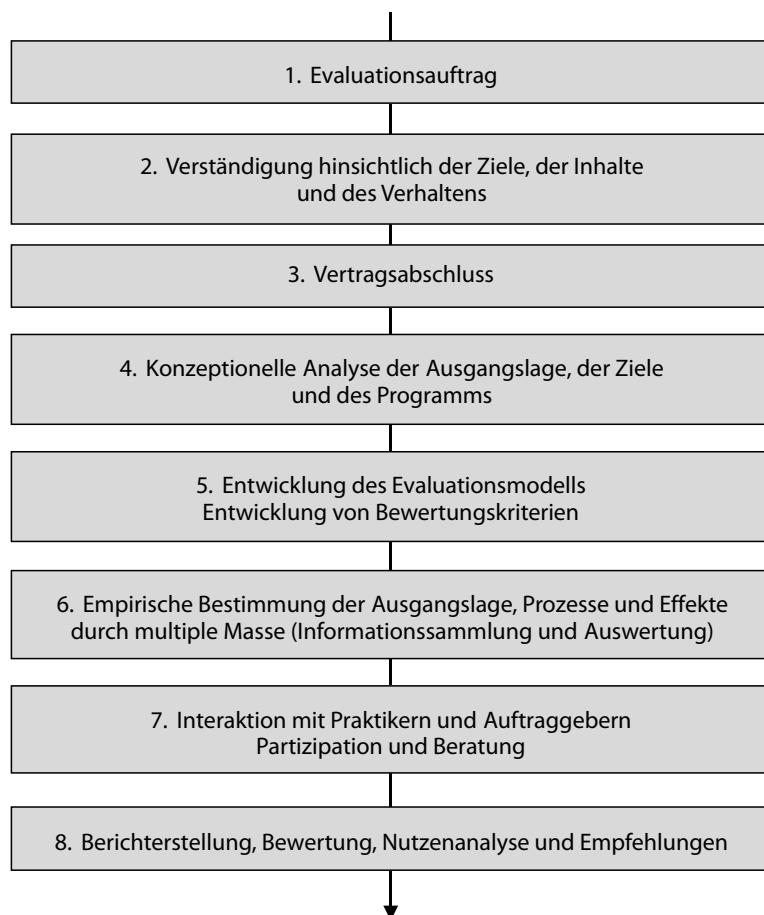 1. Evaluationsauftrag
2. Verständigung hinsichtlich der Ziele, der Inhalte
und des Verhaltens
3. Vertragsabschluss
4. Konzeptionelle Analyse der Ausgangslage, der Ziele
und des Programms
5. Entwicklung des Evaluationsmodells
Entwicklung von Bewertungskriterien
6. Empirische Bestimmung der Ausgangslage, Prozesse und Effekte
durch multiple Masse (Informationssammlung und Auswertung)
7. Interaktion mit Praktikern und Auftraggebern
Partizipation und Beratung
8. Berichterstellung, Bewertung, Nutzenanalyse und Empfehlungen